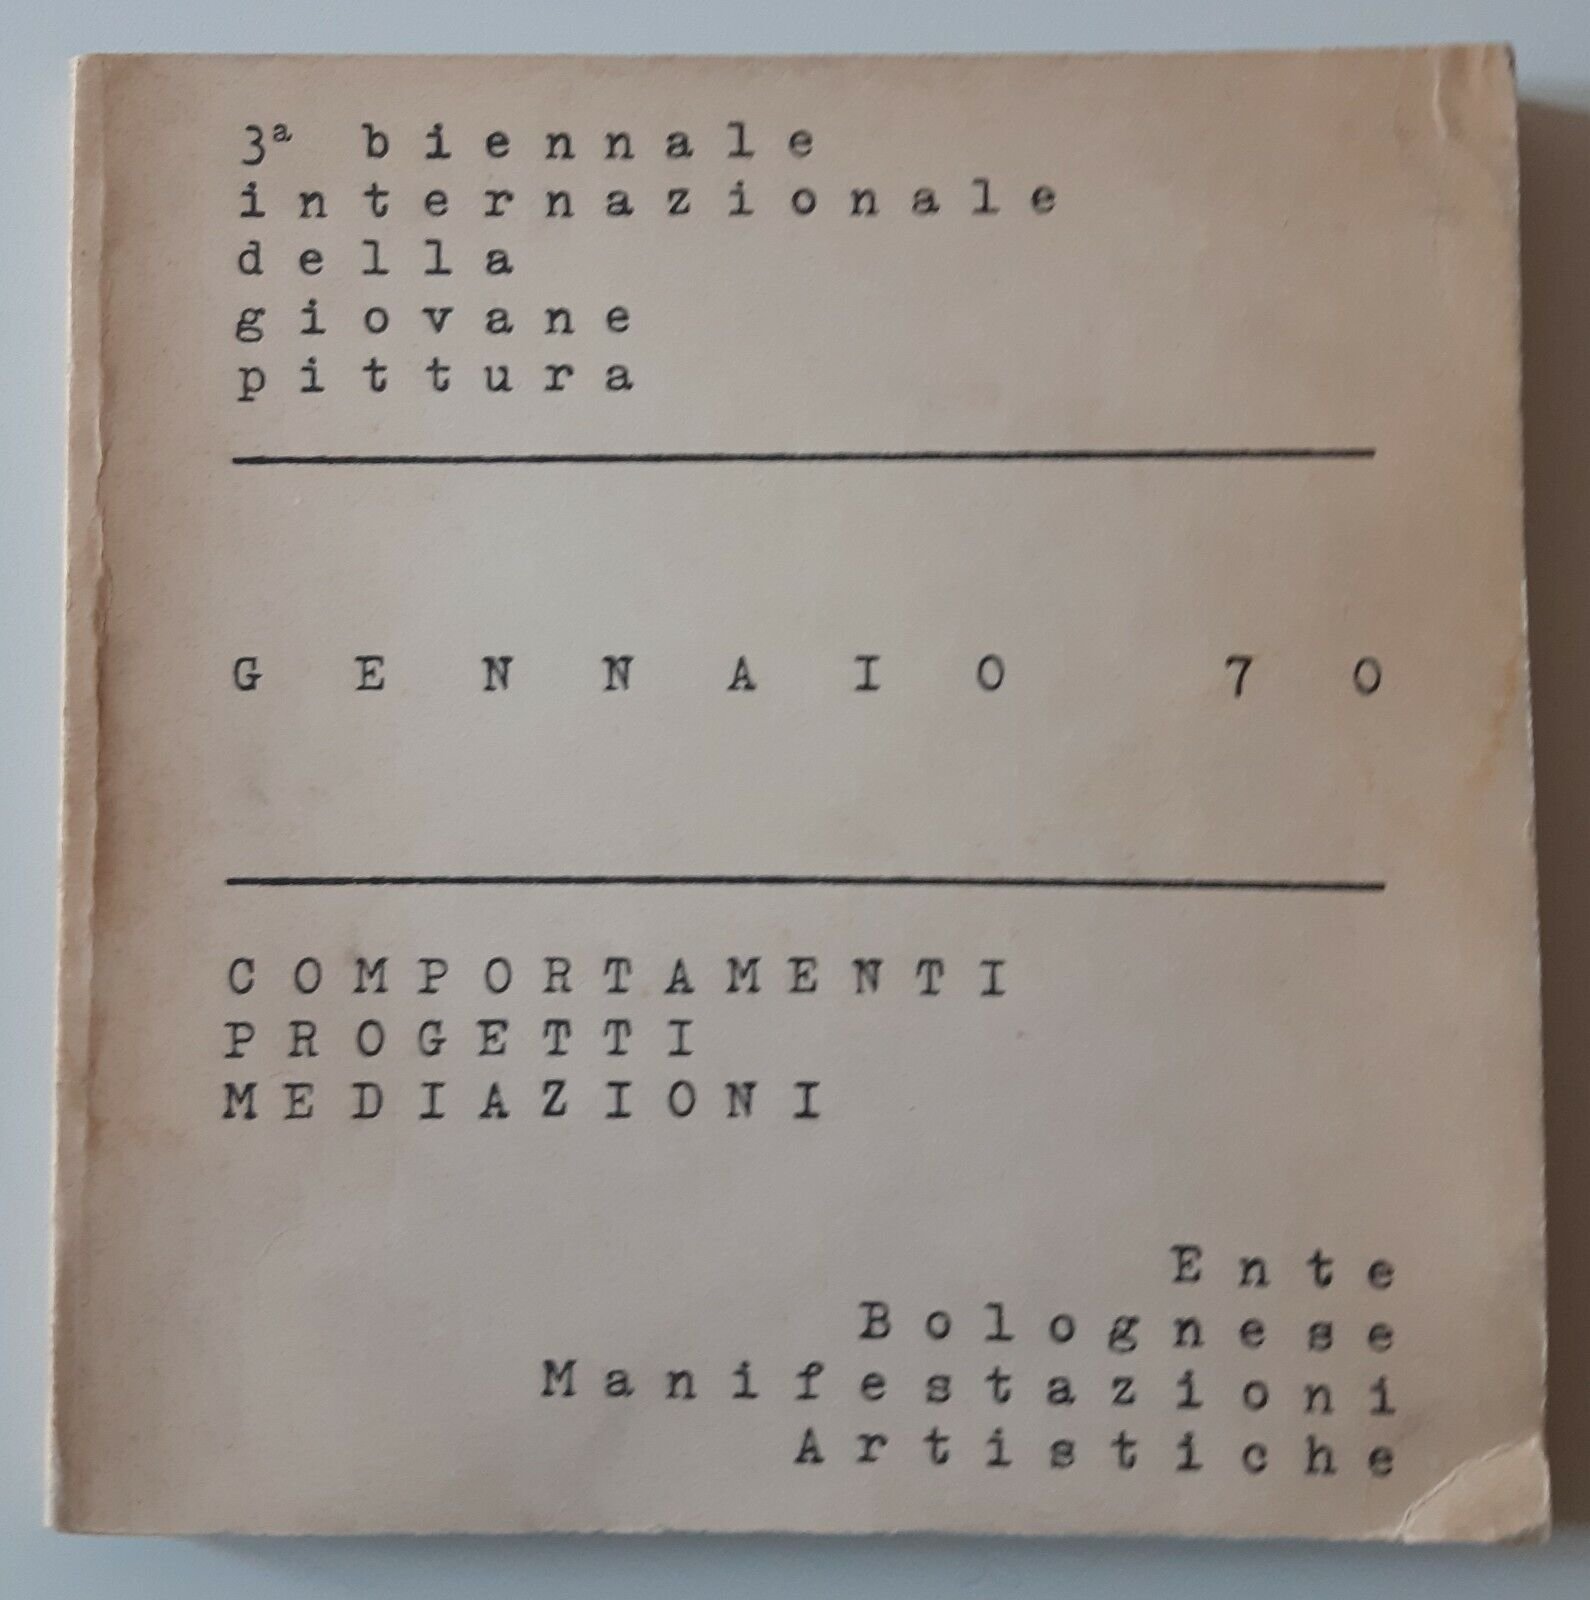 3ª biennale
internazionale
della
giovane
pittura
GENNAIO 70
COMPORTAMENTI
PROGETTI
MEDIAZIONI
Ente
Bolognese
Manifestazioni
Artistiche